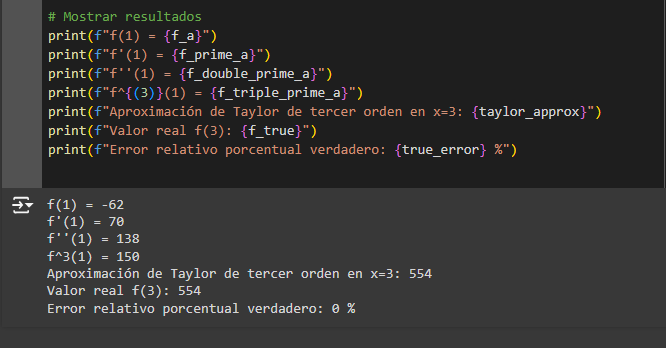 # Mostrar resultados
print(f"f(1) = {f_a}")
print(f"f'(1) = {f_prime_a}")
print(f"f''(1) = {f_double_prime_a}")
print(f"f^{(3)}(1) = {f_triple_prime_a}")
print(f"Aproximación de Taylor de tercer orden en x=3: {taylor_approx}")
print(f"Valor real f(3): {f_true}")
print(f"Error relativo porcentual verdadero: {true_error} %")
f(1) = -62
f'(1) = 70
f''(1) = 138
f^3(1) = 150
Aproximación de Taylor de tercer orden en x=3: 554
Valor real f(3): 554
Error relativo porcentual verdadero: 0 %